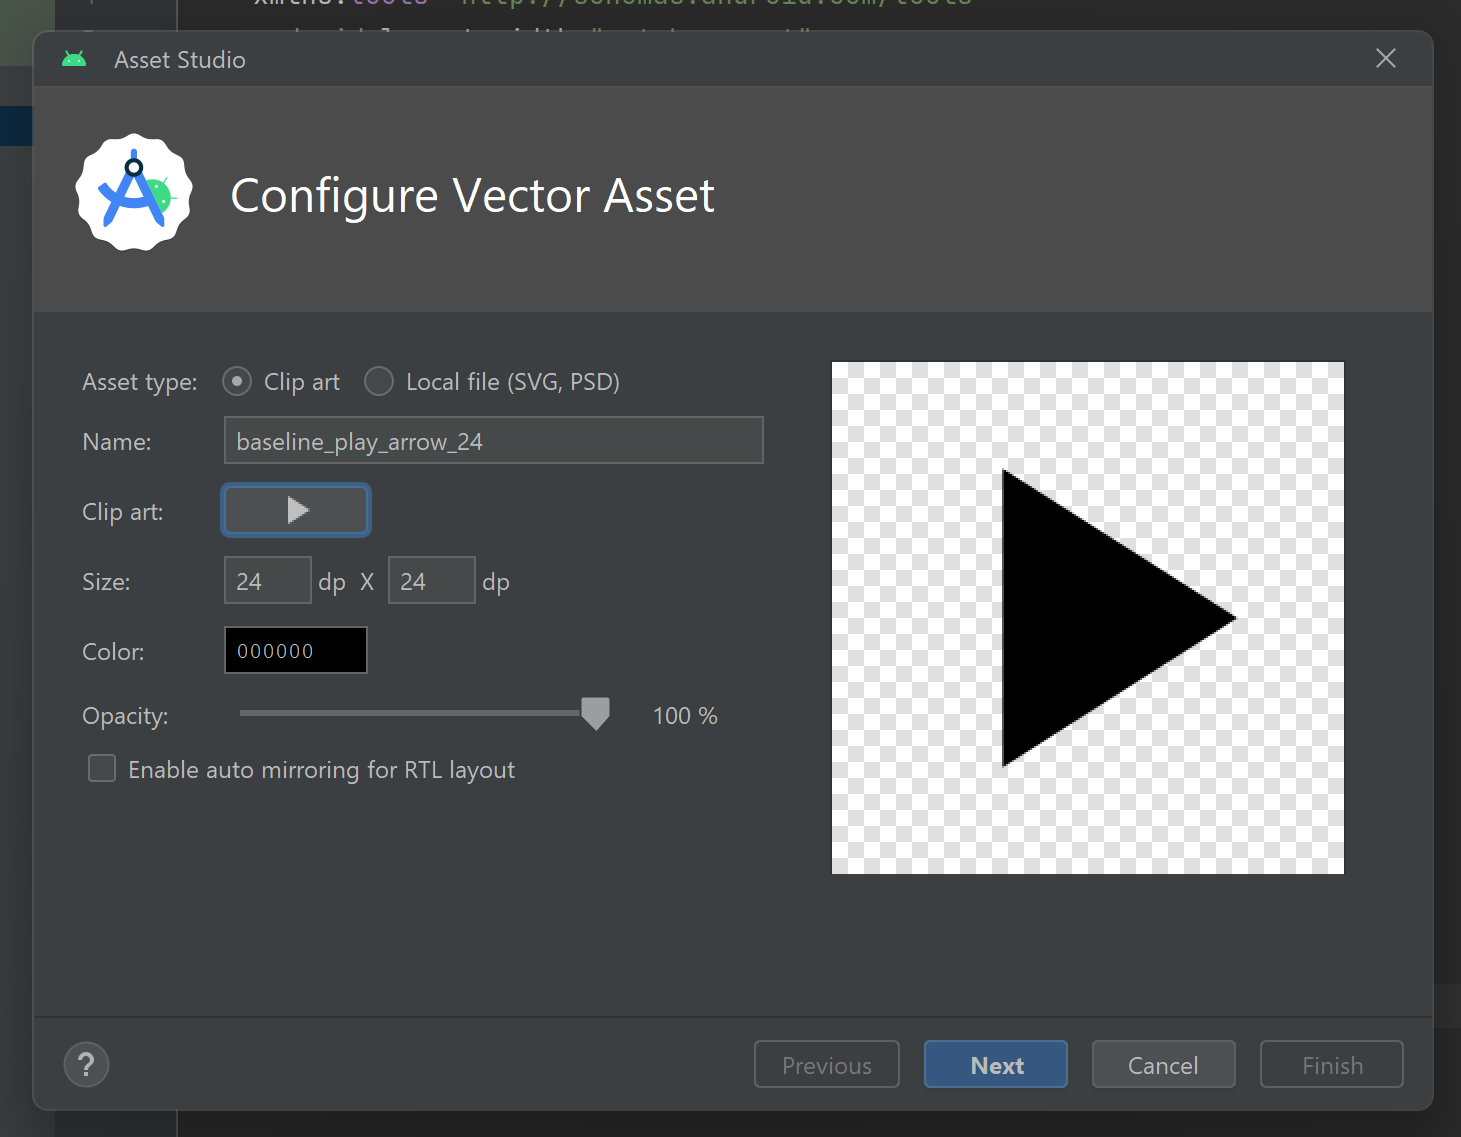 Asset Studio
Configure Vector Asset
Asset type: Clip art Local file (SVG, PSD)
Name: baseline_play_arrow_24
Clip art:
Size: 24 dp X 24 dp
Color: 000000
Opacity: 100 %
Enable auto mirroring for RTL layout
? Previous Next Cancel Finish